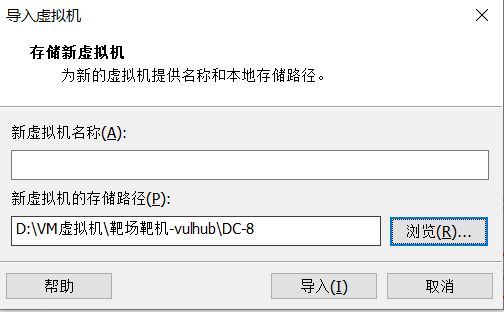 导入虚拟机
存储新虚拟机
为新的虚拟机提供名称和本地存储路径。
新虚拟机名称(A):
新虚拟机的存储路径(P):
D:\VM虚拟机\靶场靶机-vulhub\DC-8
浏览(R)...
帮助
导入(I)
取消